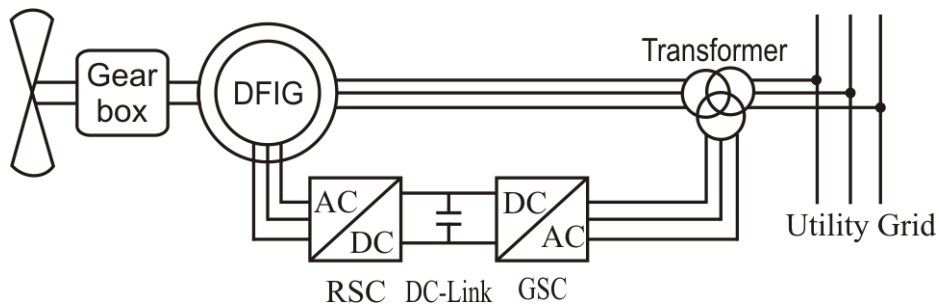 Transformer
Gear
box
DFIG
AC
DC
DC
AC
Utility Grid
RSC
DC-Link
GSC